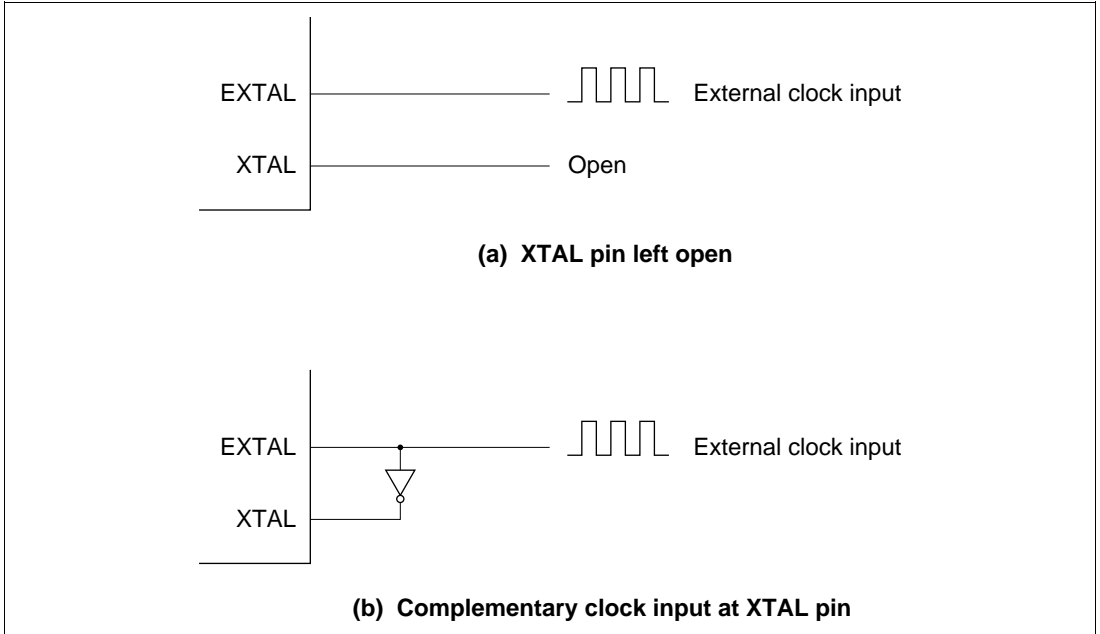 EXTAL
External clock input
XTAL
Open
(a) XTAL pin left open
EXTAL
External clock input
XTAL
(b) Complementary clock input at XTAL pin